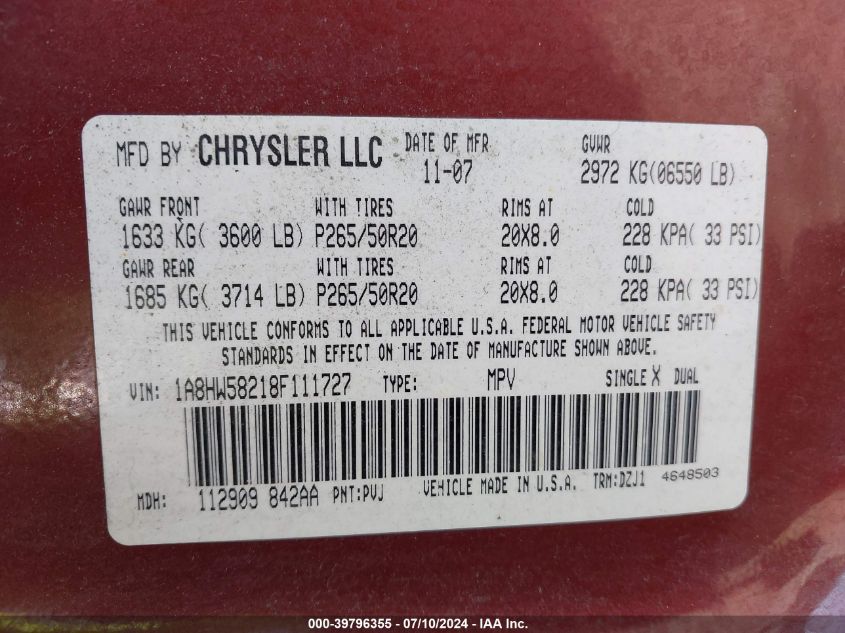 MFD BY CHRYSLER LLC DATE OF MFR GVWR
11-07 2972 KG(06550 LB)
GAWR FRONT WITH TIRES RIMS AT COLD
1633 KG( 3600 LB) P265/50R20 20X8.0 228 KPA( 33 PSI)
GAWR REAR WITH TIRES RIMS AT COLD
1685 KG( 3714 LB) P265/50R20 20X8.0 228 KPA( 33 PSI)
THIS VEHICLE CONFORMS TO ALL APPLICABLE U.S.A. FEDERAL MOTOR VEHICLE SAFETY
STANDARDS IN EFFECT ON THE DATE OF MANUFACTURE SHOWN ABOVE.
VIN: 1A8HW58218F111727 TYPE: MPV SINGLE X DUAL
MDH: 112909 842AA PNT:PVJ VEHICLE MADE IN U.S.A. TRM:DZJ1 4648503
000-39796355 - 07/10/2024 - IAA Inc.